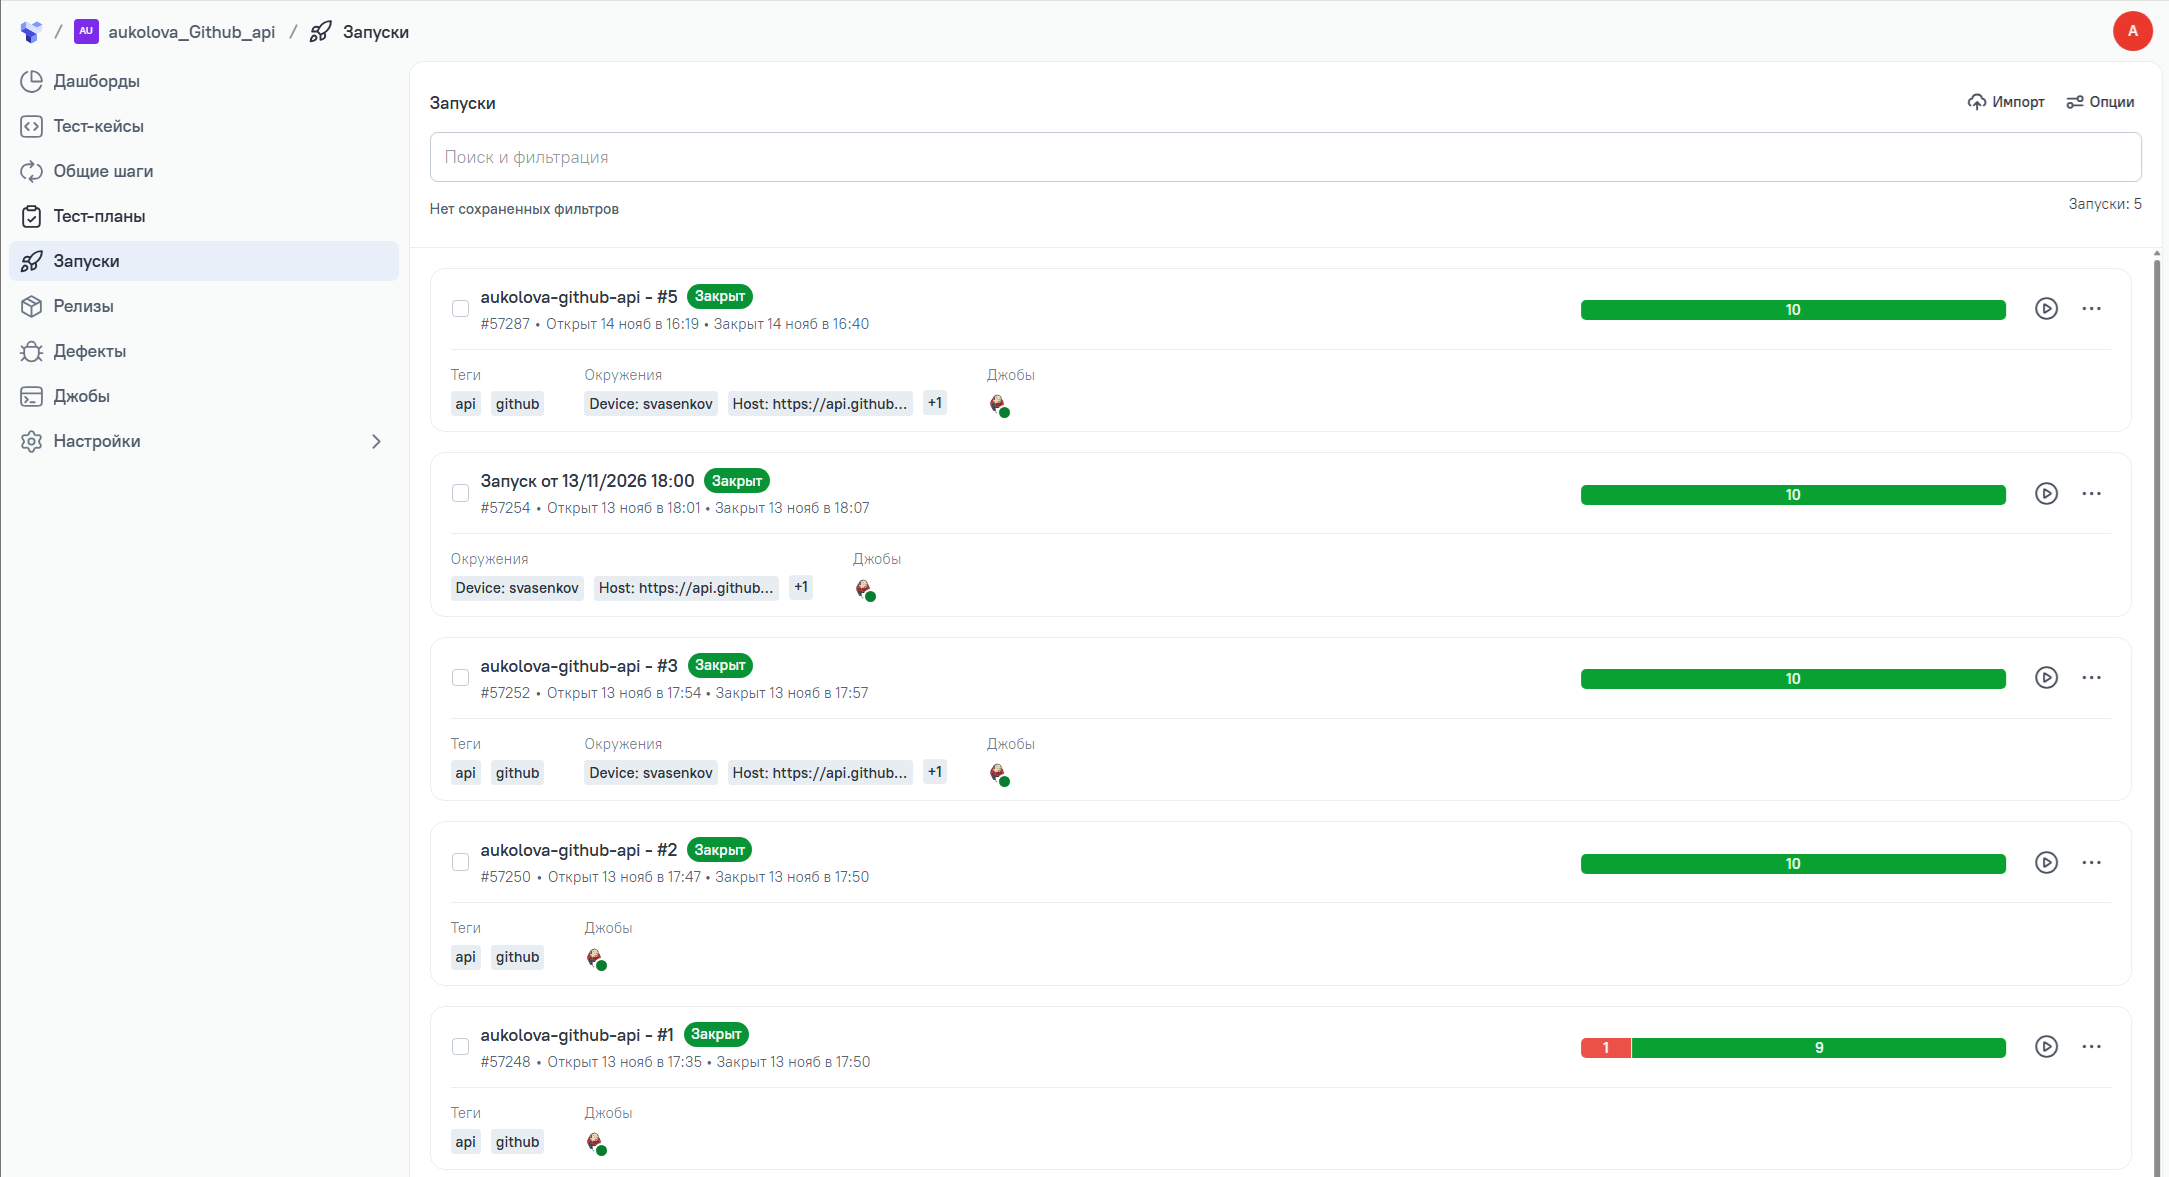 / AU aukolova_Github_api / Запуски
A
Дашборды
Тест-кейсы
Общие шаги
Тест-планы
Запуски
Релизы
Дефекты
Джобы
Настройки
Запуски
Импорт Опции
Поиск и фильтрация
Нет сохраненных фильтров
Запуски: 5
aukolova-github-api - #5 Закрыт
#57287 • Открыт 14 нояб в 16:19 • Закрыт 14 нояб в 16:40
10
Теги Окружения Джобы
api github Device: svasenkov Host: https://api.github... +1
Запуск от 13/11/2026 18:00 Закрыт
#57254 • Открыт 13 нояб в 18:01 • Закрыт 13 нояб в 18:07
10
Окружения Джобы
Device: svasenkov Host: https://api.github... +1
aukolova-github-api - #3 Закрыт
#57252 • Открыт 13 нояб в 17:54 • Закрыт 13 нояб в 17:57
10
Теги Окружения Джобы
api github Device: svasenkov Host: https://api.github... +1
aukolova-github-api - #2 Закрыт
#57250 • Открыт 13 нояб в 17:47 • Закрыт 13 нояб в 17:50
10
Теги Джобы
api github
aukolova-github-api - #1 Закрыт
#57248 • Открыт 13 нояб в 17:35 • Закрыт 13 нояб в 17:50
1 9
Теги Джобы
api github